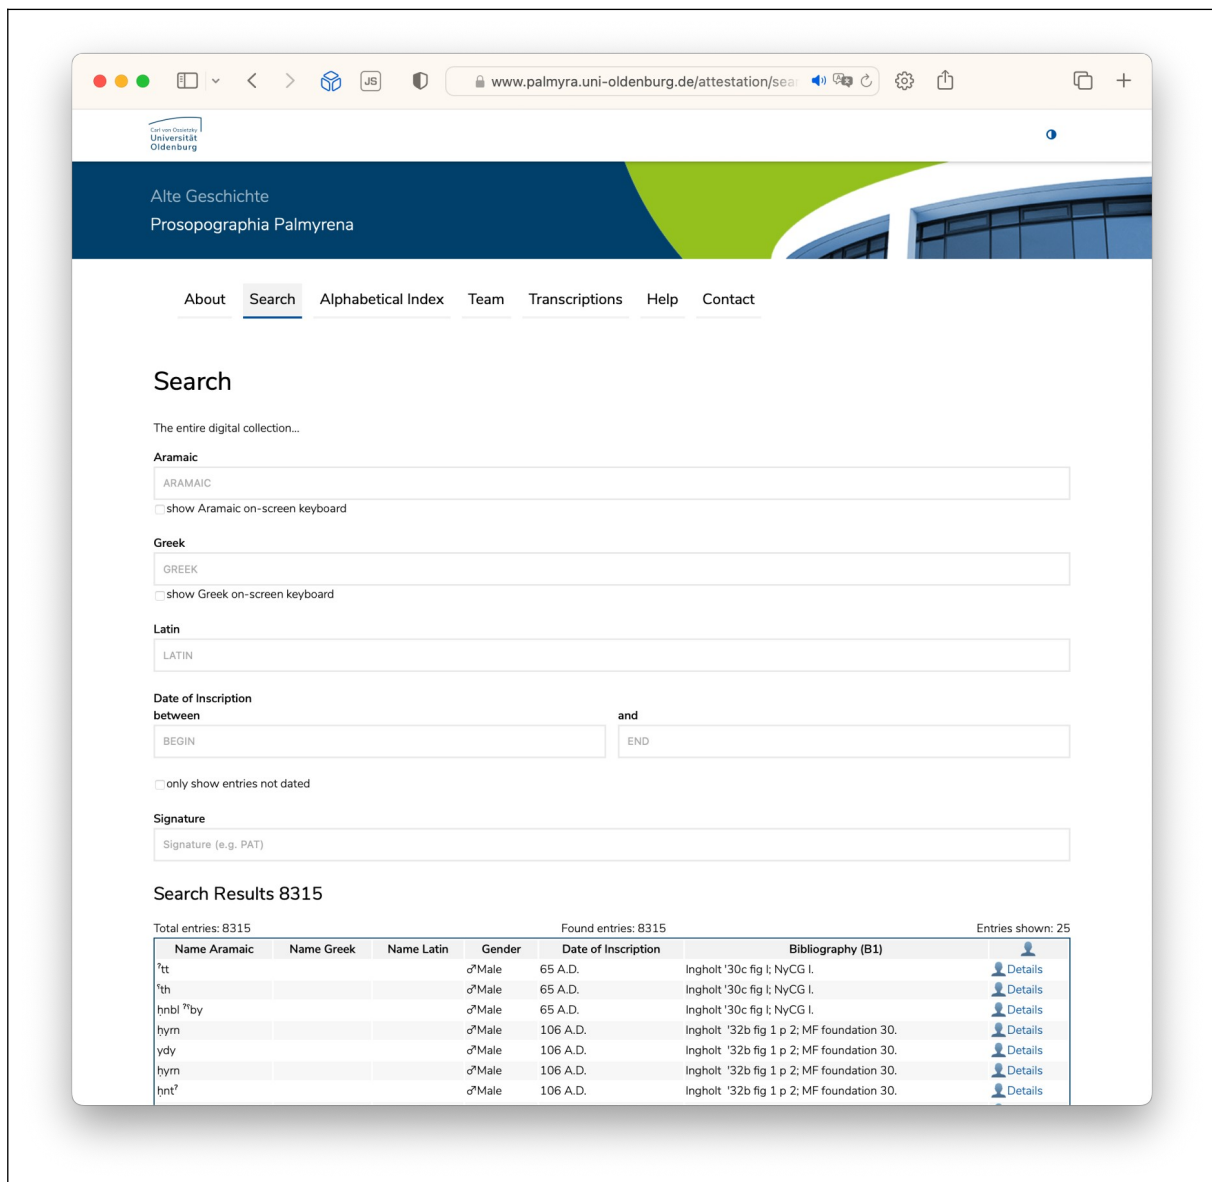 JS
www.palmyra.uni-oldenburg.de/attestation/sear
Carl von Ossietzky
Universität
Oldenburg
Alte Geschichte
Prosopographia Palmyrena
About Search Alphabetical Index Team Transcriptions Help Contact
Search
The entire digital collection...
Aramaic
ARAMAIC
show Aramaic on-screen keyboard
Greek
GREEK
show Greek on-screen keyboard
Latin
LATIN
Date of Inscription
between and
BEGIN END
only show entries not dated
Signature
Signature (e.g. PAT)
Search Results 8315
Total entries: 8315 Found entries: 8315 Entries shown: 25
Name Aramaic Name Greek Name Latin Gender Date of Inscription Bibliography (B1)
ˀtt ♂Male 65 A.D. Ingholt '30c fig I; NyCG I. Details
ˁth ♂Male 65 A.D. Ingholt '30c fig I; NyCG I. Details
ḥnbl ˀˁby ♂Male 65 A.D. Ingholt '30c fig I; NyCG I. Details
ḥyrn ♂Male 106 A.D. Ingholt '32b fig 1 p 2; MF foundation 30. Details
ydy ♂Male 106 A.D. Ingholt '32b fig 1 p 2; MF foundation 30. Details
ḥyrn ♂Male 106 A.D. Ingholt '32b fig 1 p 2; MF foundation 30. Details
ḥntˀ ♂Male 106 A.D. Ingholt '32b fig 1 p 2; MF foundation 30. Details